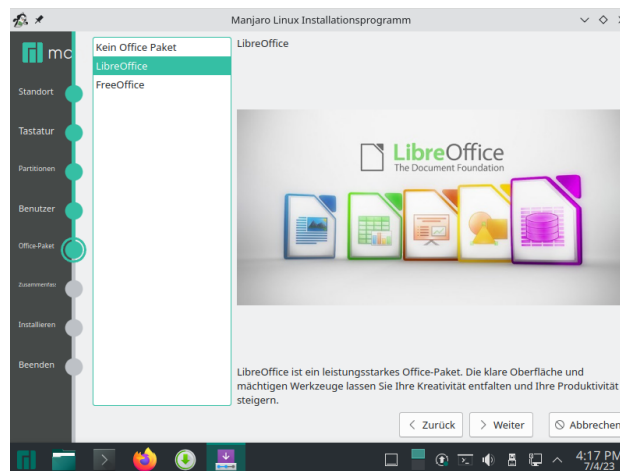 Manjaro Linux Installationsprogramm
Standort
Tastatur
Partitionen
Benutzer
Office-Paket
Installieren
Beenden
Kein Office Paket
LibreOffice
FreeOffice
LibreOffice
LibreOffice
The Document Foundation
LibreOffice ist ein leistungsstarkes Office-Paket. Die klare Oberfläche und
mächtigen Werkzeuge lassen Sie Ihre Kreativität entfalten und Ihre Produktivität
steigern.
Zurück
Weiter
Abbrechen
4:17 PM
7/4/23